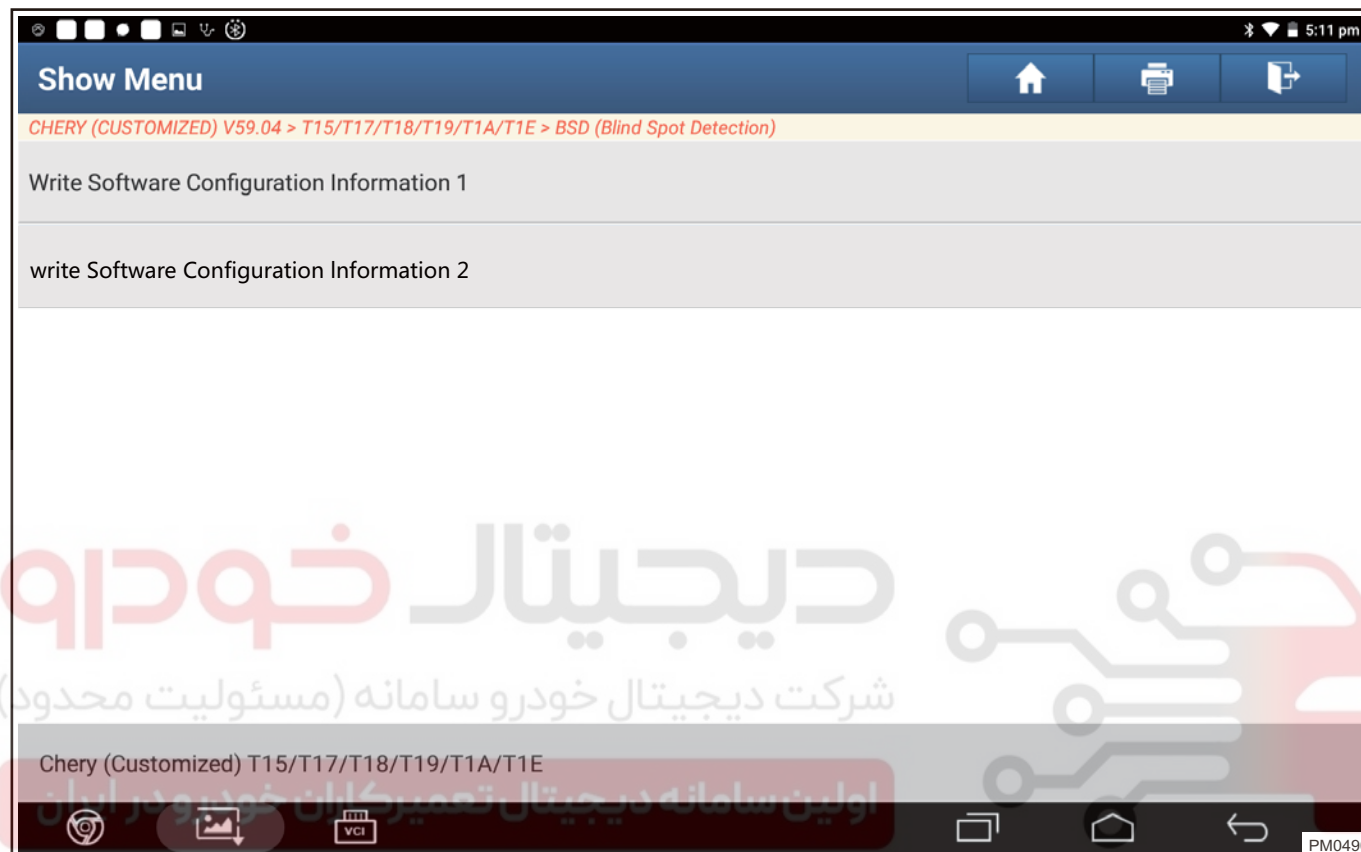 5:11 pm
Show Menu
CHERY (CUSTOMIZED) V59.04 > T15/T17/T18/T19/T1A/T1E > BSD (Blind Spot Detection)
Write Software Configuration Information 1
write Software Configuration Information 2
دیجیتال خودرو
شرکت دیجیتال خودرو سامانه (مسئولیت محدود)
Chery (Customized) T15/T17/T18/T19/T1A/T1E
اولین سامانه دیجیتال تعمیرکاران خودرو در ایران
VCI